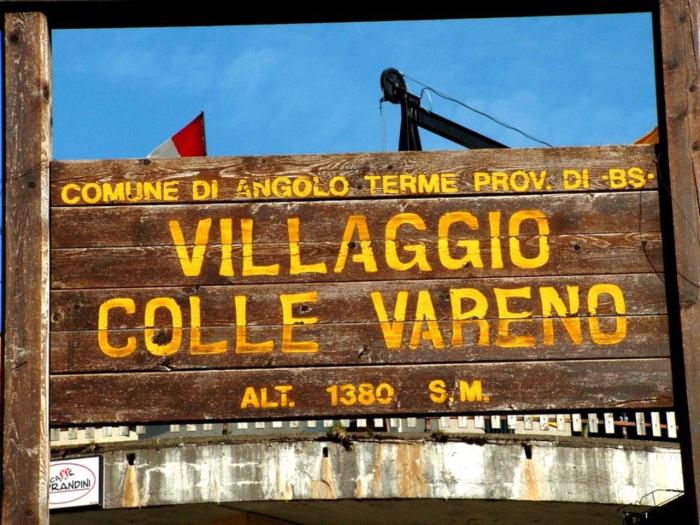 COMUNE DI ANGOLO TERME PROV. DI -BS-
VILLAGGIO
COLLE VARENO
ALT. 1380 S.M.